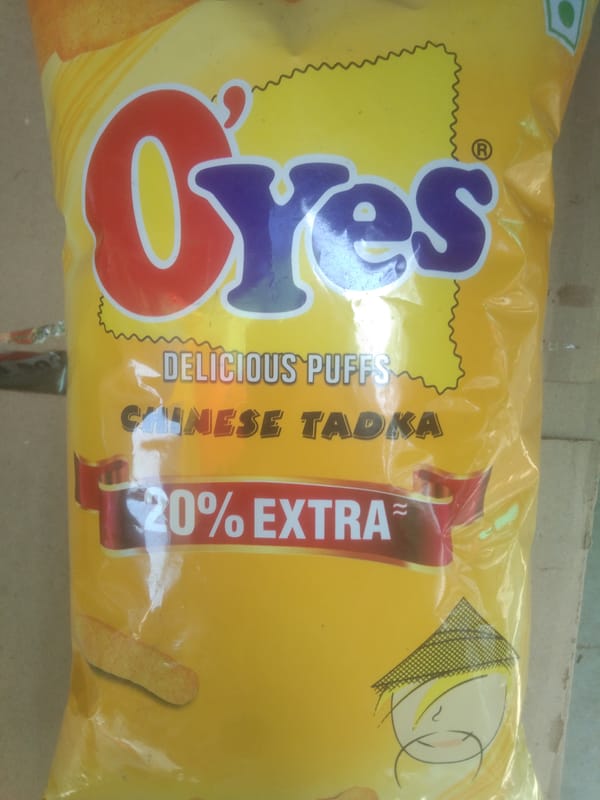 O'Yes ®
DELICIOUS PUFFS
CHINESE TADKA
20% EXTRA≈